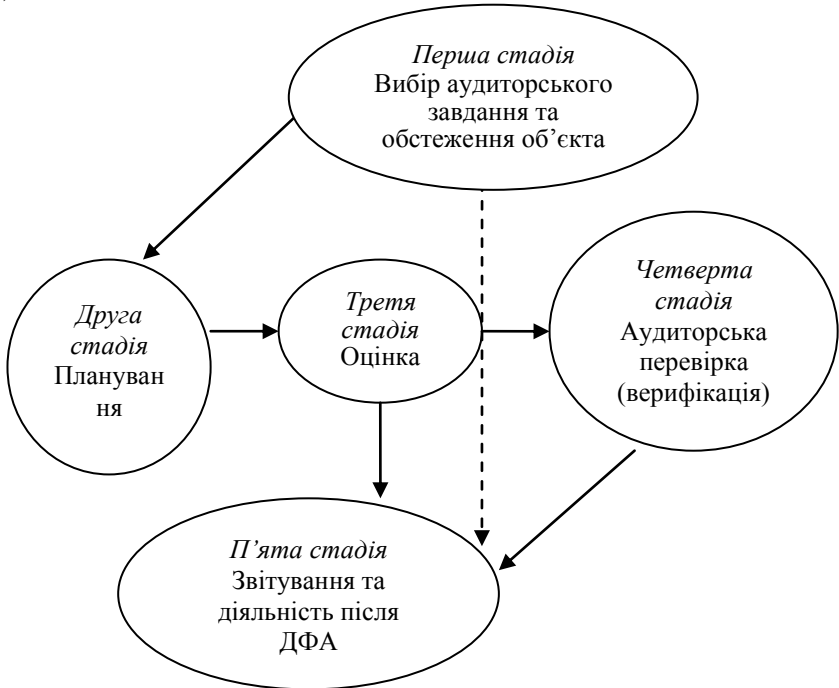 Перша стадія
Вибір аудиторського
завдання та
обстеження об’єкта
Друга
стадія
Плануван
ня
Третя
стадія
Оцінка
Четверта
стадія
Аудиторська
перевірка
(верифікація)
П’ята стадія
Звітування та
діяльність після
ДФА